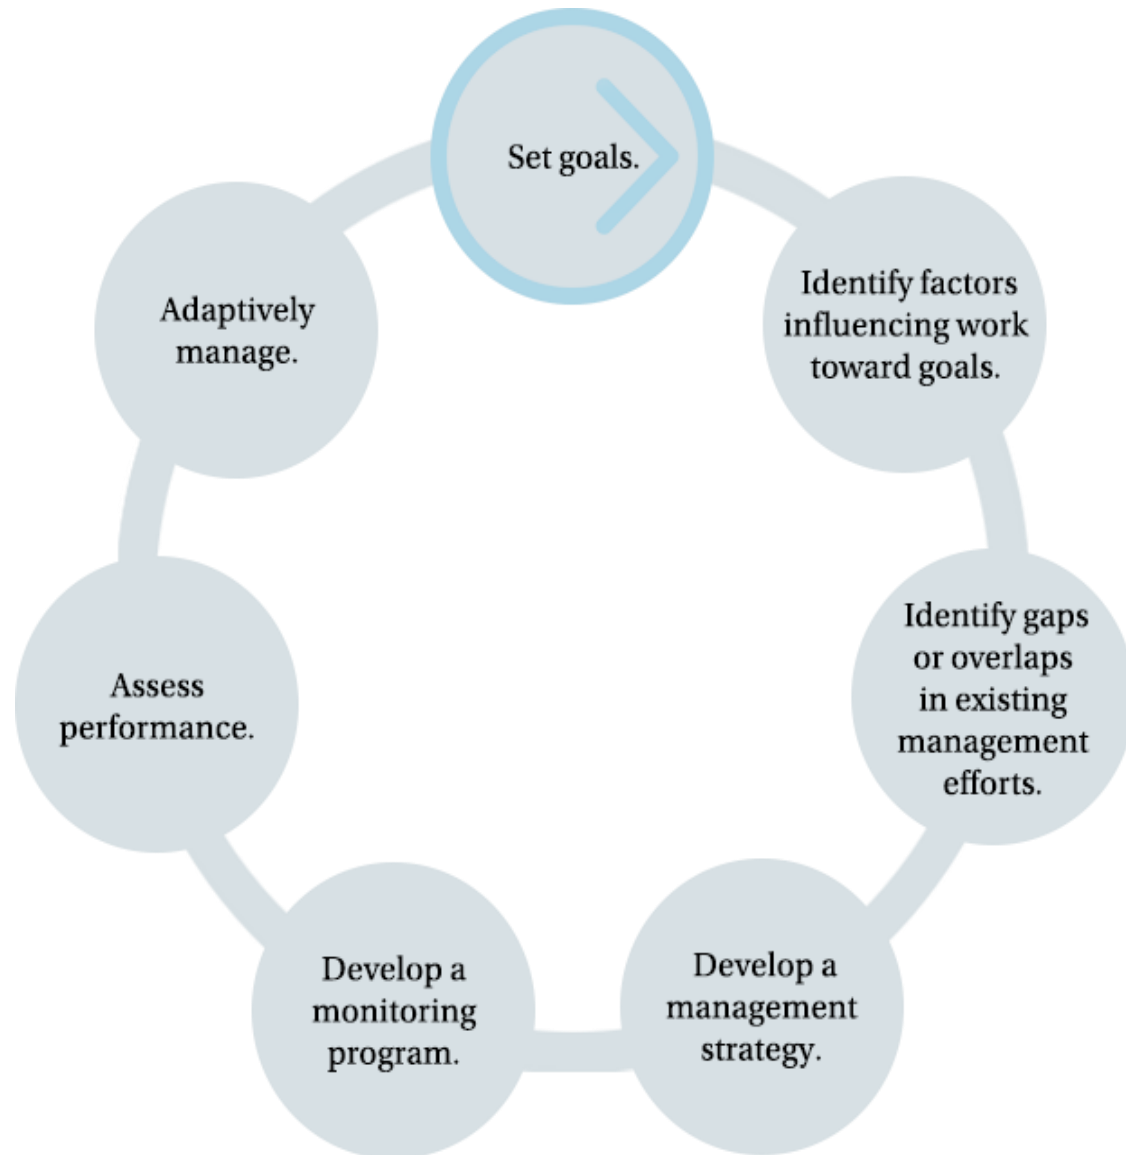 Set goals.
Identify factors
influencing work
toward goals.
Identify gaps
or overlaps
in existing
management
efforts.
Develop a
management
strategy.
Develop a
monitoring
program.
Assess
performance.
Adaptively
manage.